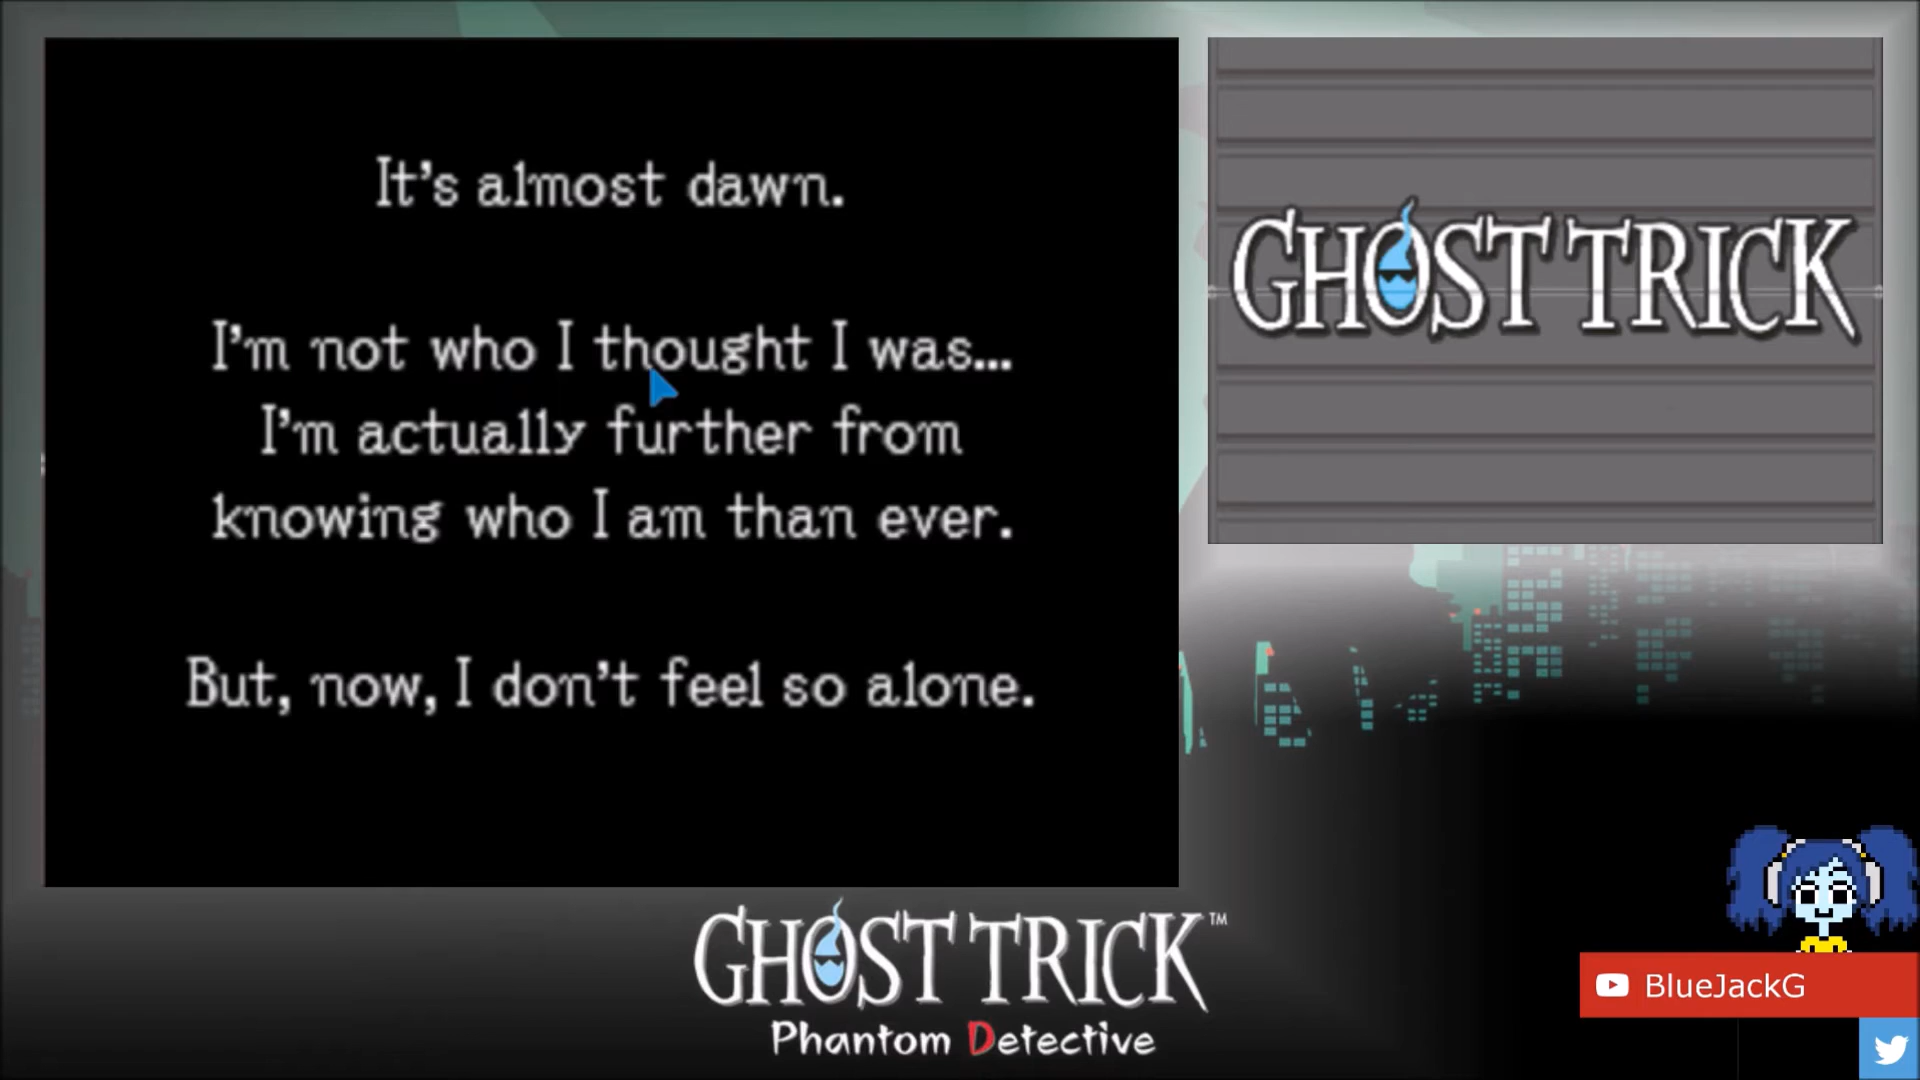 It's almost dawn.
I'm not who I thought I was...
I'm actually further from
knowing who I am than ever.
But, now, I don't feel so alone.
GHOST TRICK
GHOST TRICK™
Phantom Detective
BlueJackG